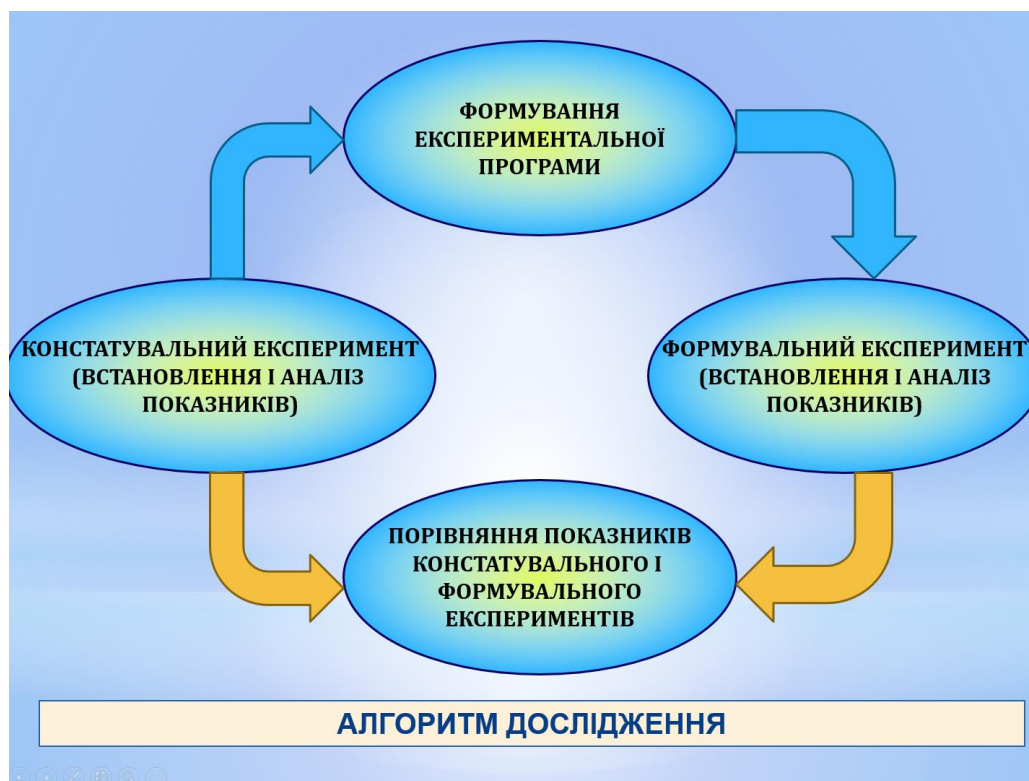 ФОРМУВАННЯ
ЕКСПЕРИМЕНТАЛЬНОЇ
ПРОГРАМИ
КОНСТАТУВАЛЬНИЙ ЕКСПЕРИМЕНТ
(ВСТАНОВЛЕННЯ І АНАЛІЗ
ПОКАЗНИКІВ)
ФОРМУВАЛЬНИЙ ЕКСПЕРИМЕНТ
(ВСТАНОВЛЕННЯ І АНАЛІЗ
ПОКАЗНИКІВ)
ПОРІВНЯННЯ ПОКАЗНИКІВ
КОНСТАТУВАЛЬНОГО І
ФОРМУВАЛЬНОГО
ЕКСПЕРИМЕНТІВ
АЛГОРИТМ ДОСЛІДЖЕННЯ